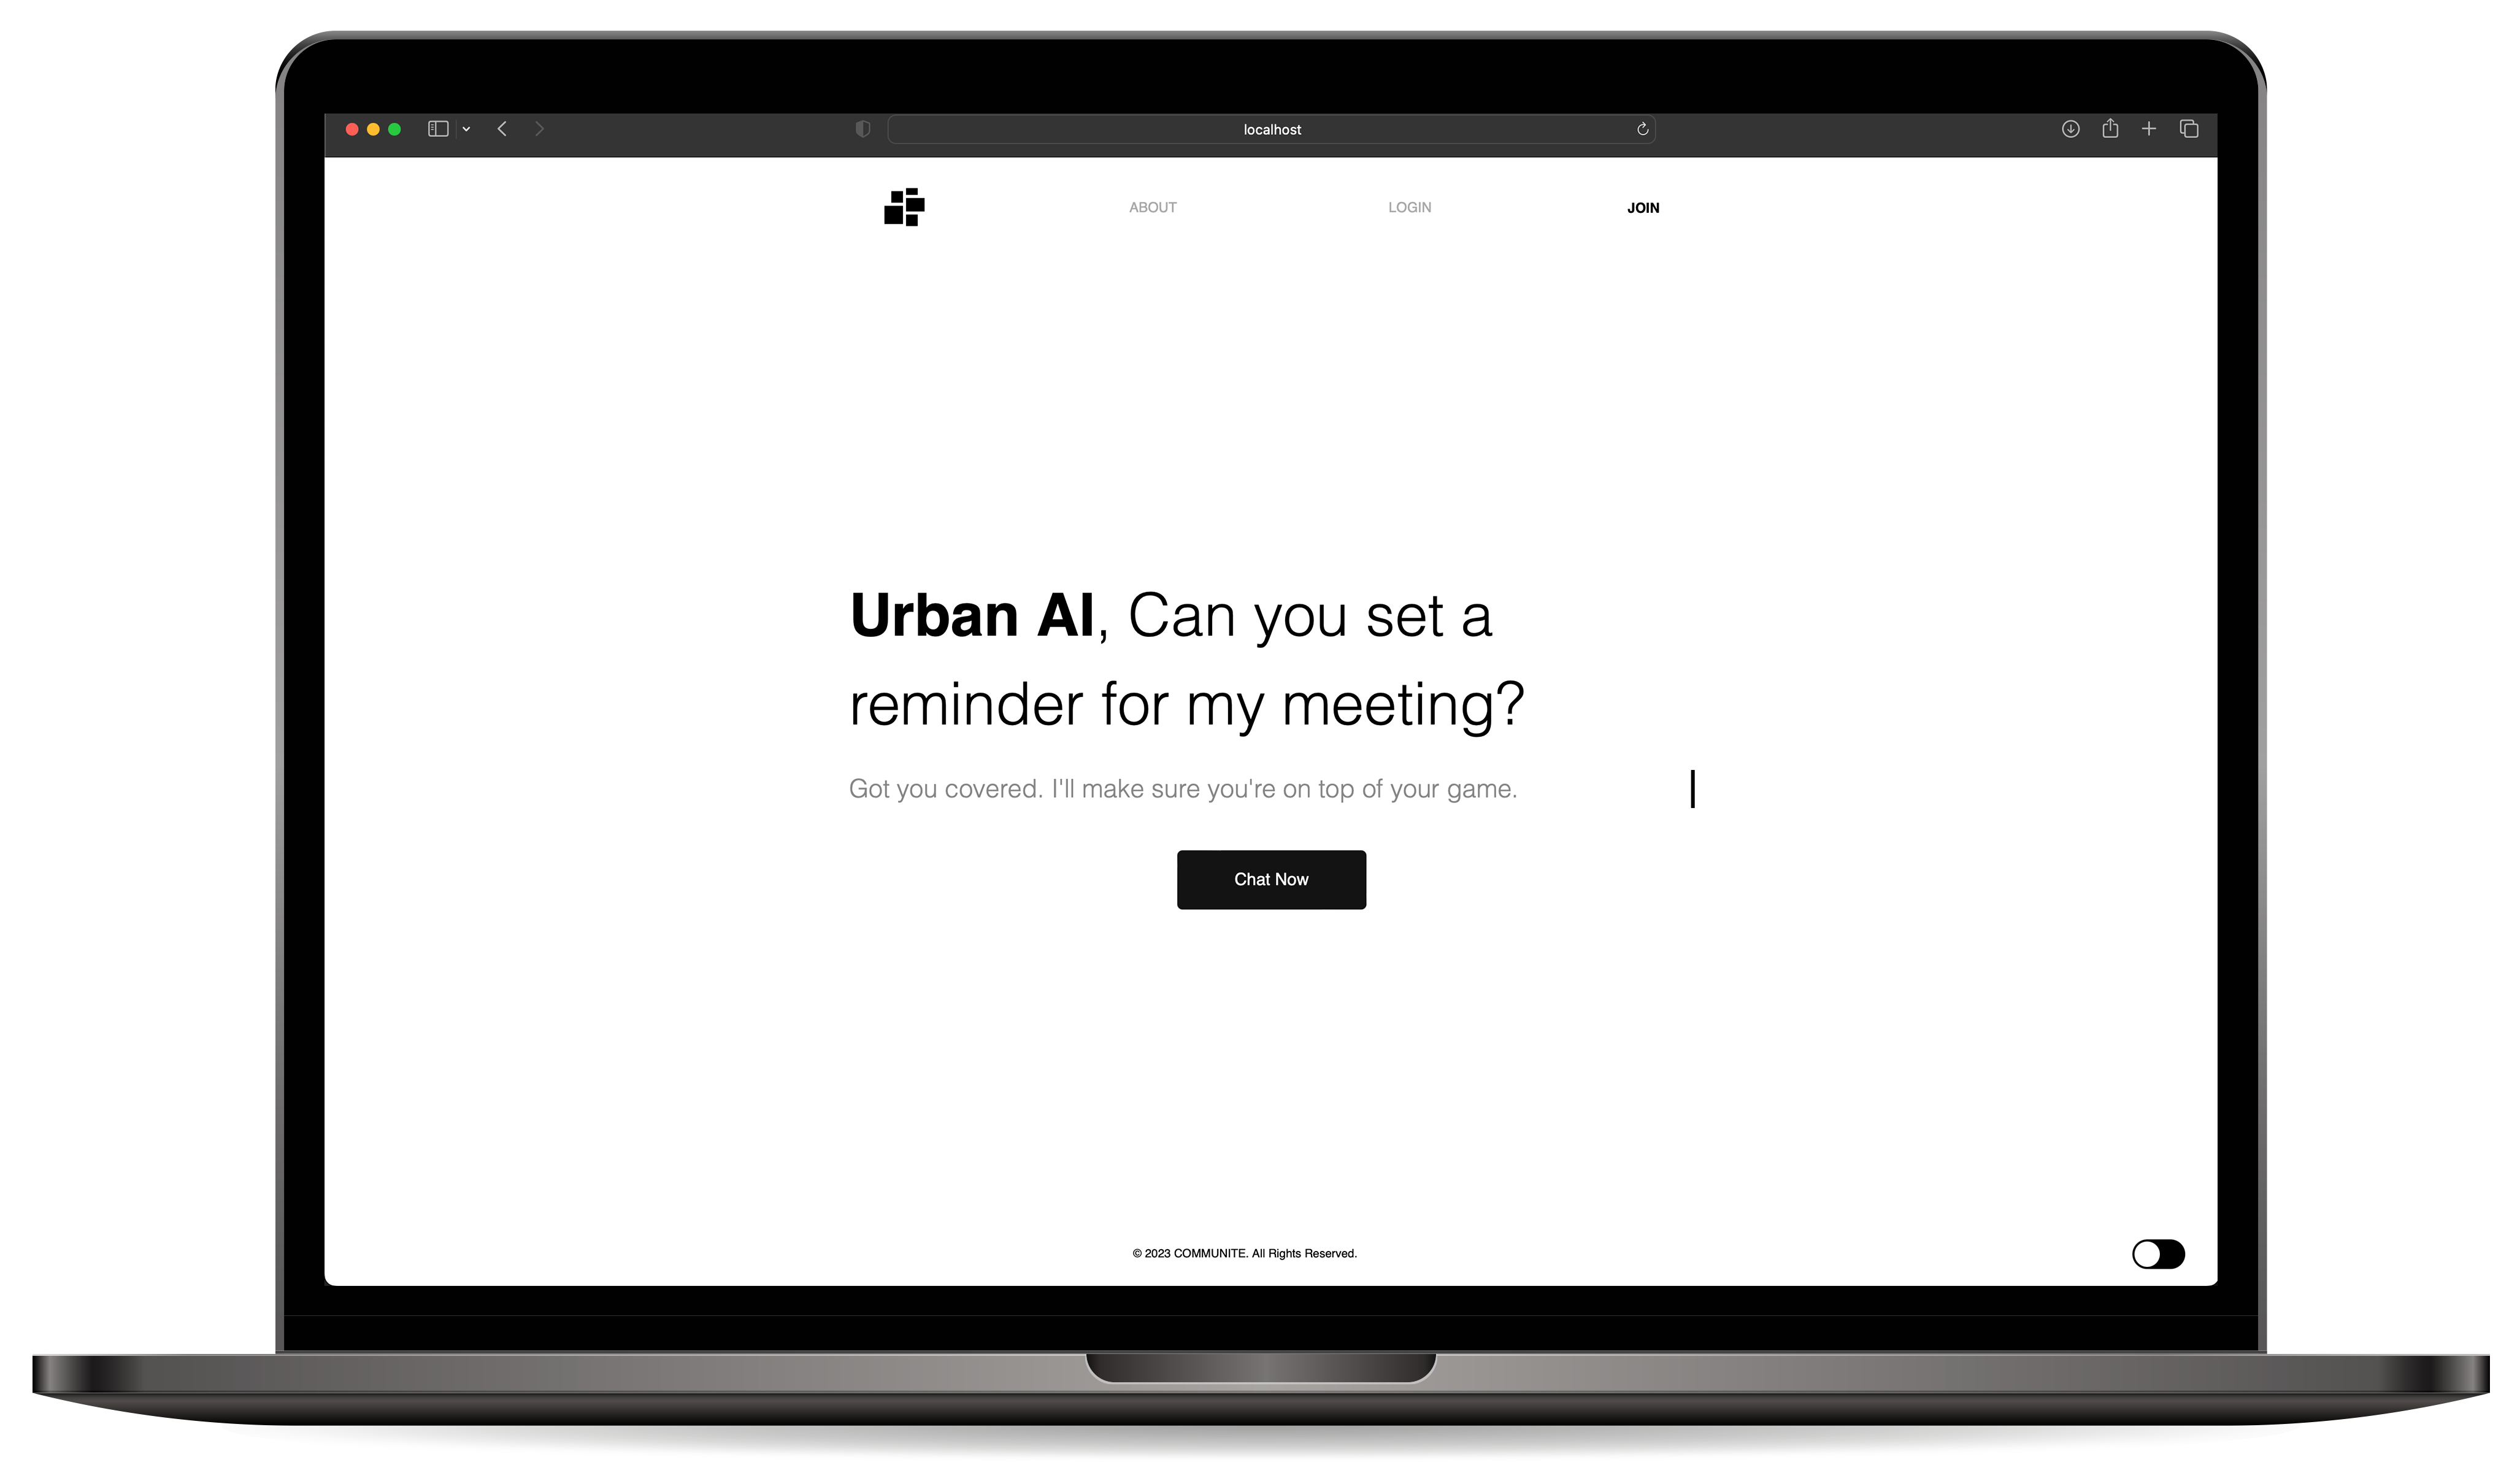 localhost
ABOUT LOGIN JOIN
Urban AI, Can you set a
reminder for my meeting?
Got you covered. I'll make sure you're on top of your game.
Chat Now
© 2023 COMMUNITE. All Rights Reserved.